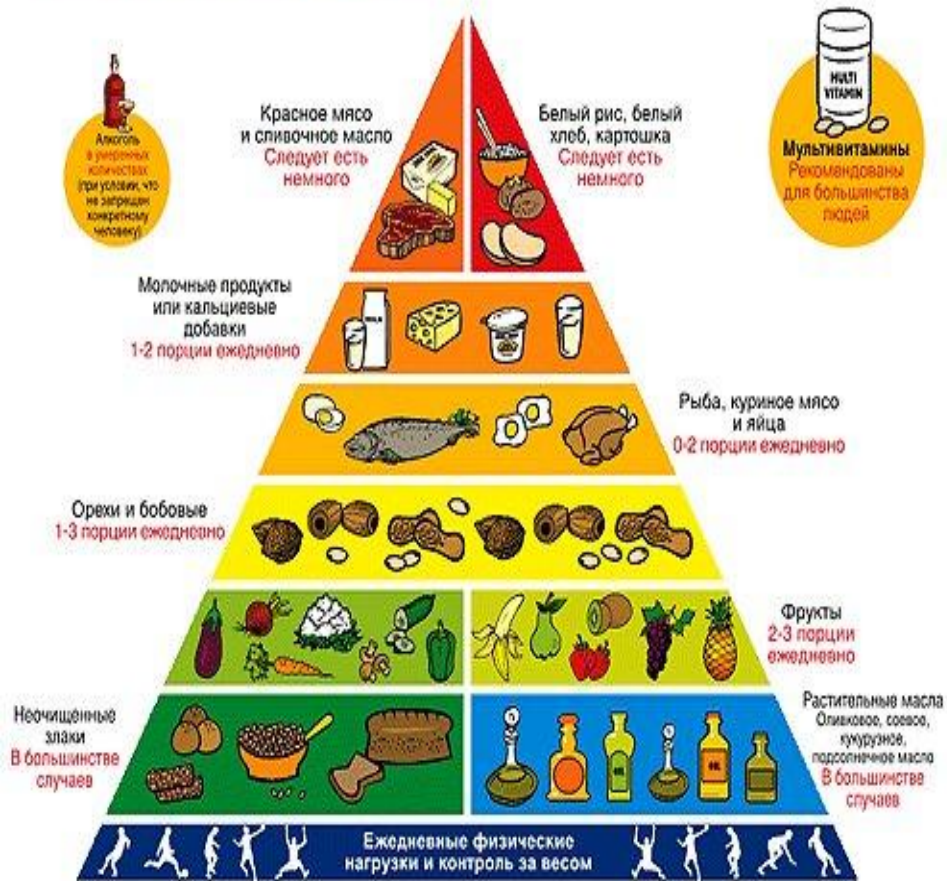 Алкоголь
в умеренных
количествах
(при условии, что
не запрещен
конкретному
человеку)
Красное мясо
и сливочное масло
Следует есть
немного
Белый рис, белый
хлеб, картошка
Следует есть
немного
MULTI
VITAMIN
Мультивитамины
Рекомендованы
для большинства
людей
Молочные продукты
или кальциевые
добавки
1-2 порции ежедневно
MILK
Рыба, куриное мясо
и яйца
0-2 порции ежедневно
Орехи и бобовые
1-3 порции ежедневно
Фрукты
2-3 порции
ежедневно
Неочищенные
злаки
В большинстве
случаев
Растительные масла
Оливковое, соевое,
кукурузное,
подсолнечное масло
В большинстве
случаев
OIL
OIL
Ежедневные физические
нагрузки и контроль за весом